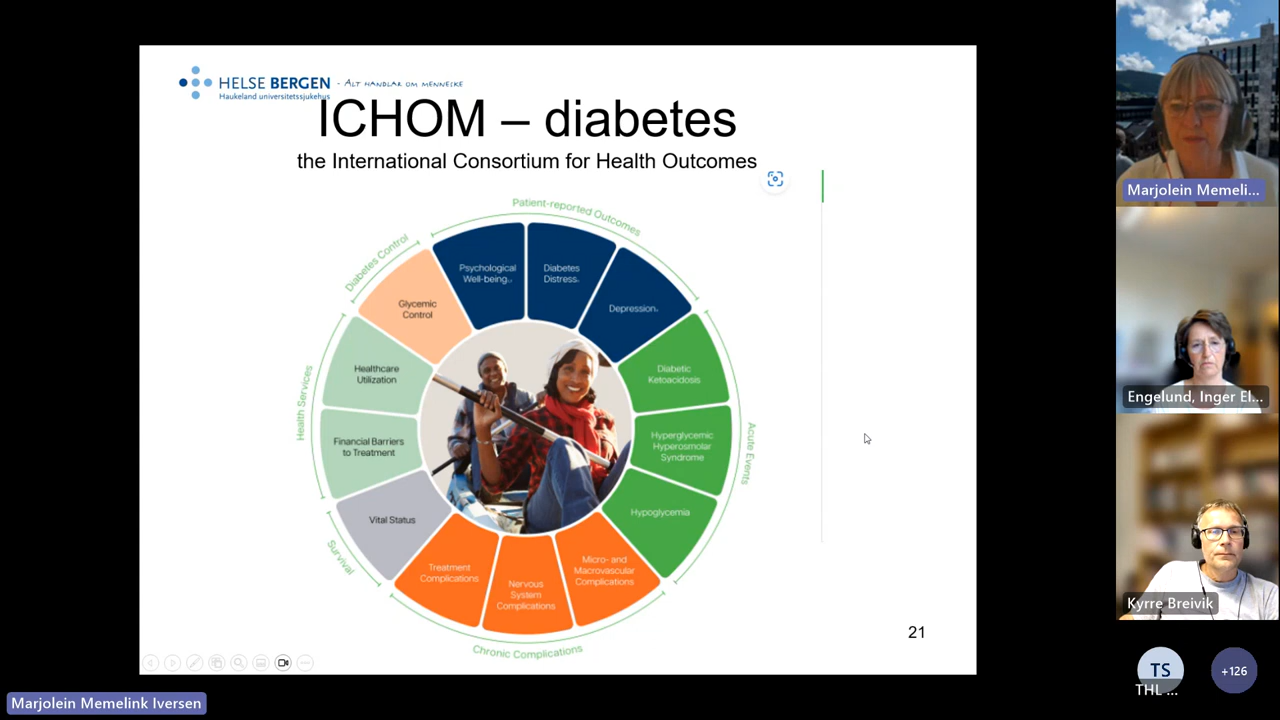 HELSE BERGEN - ALT HANDLAR OM MENNESKE
Haukeland universitetssjukehus
ICHOM – diabetes
the International Consortium for Health Outcomes
Patient-reported Outcomes
Diabetes Control
Psychological
Well-being
Diabetes
Distress
Depression
Glycemic
Control
Healthcare
Utilization
Diabetic
Ketoacidosis
Health Services
Financial Barriers
to Treatment
Hyperglycemic
Hyperosmolar
Syndrome
Acute Events
Vital Status
Hypoglycemia
Survival
Treatment
Complications
Nervous
System
Complications
Micro- and
Macrovascular
Complications
Chronic Complications
21
Marjolein Memeli...
Engelund, Inger El...
Kyrre Breivik
TS
THL ...
+126
Marjolein Memelink Iversen